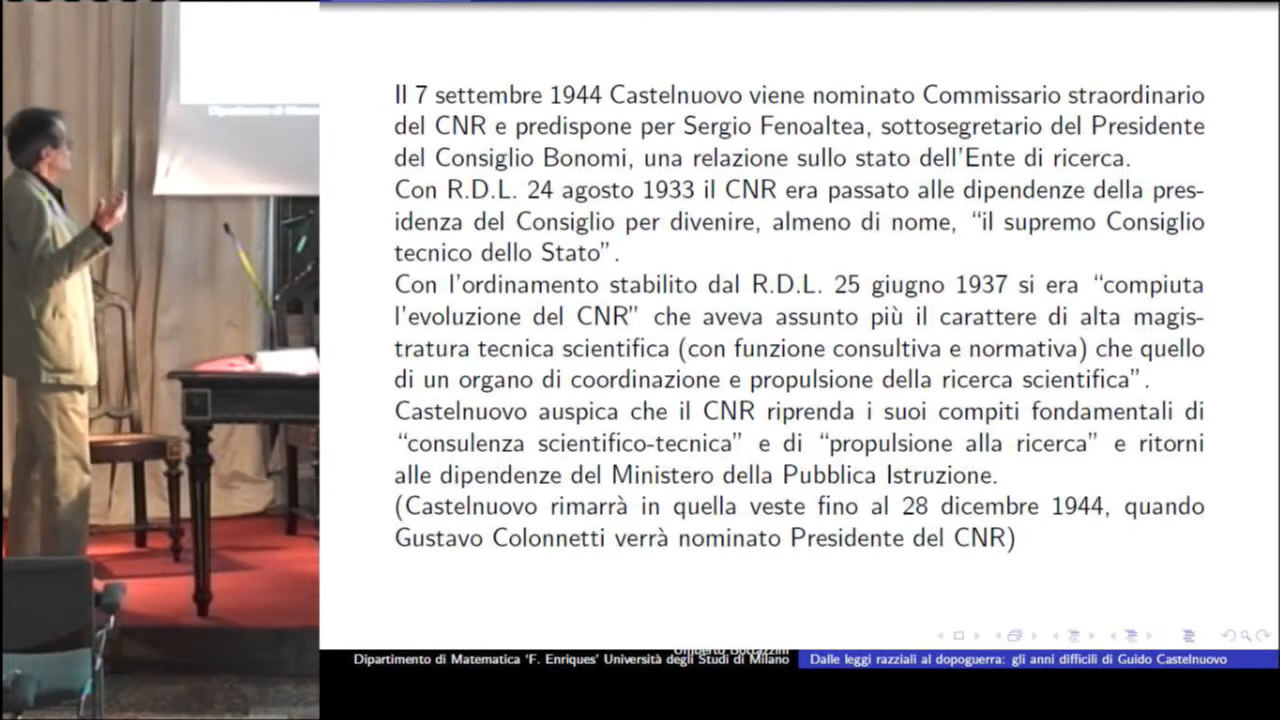 Il 7 settembre 1944 Castelnuovo viene nominato Commissario straordinario
del CNR e predispone per Sergio Fenoaltea, sottosegretario del Presidente
del Consiglio Bonomi, una relazione sullo stato dell'Ente di ricerca.
Con R.D.L. 24 agosto 1933 il CNR era passato alle dipendenze della pres-
idenza del Consiglio per divenire, almeno di nome, “il supremo Consiglio
tecnico dello Stato”.
Con l'ordinamento stabilito dal R.D.L. 25 giugno 1937 si era “compiuta
l'evoluzione del CNR” che aveva assunto più il carattere di alta magis-
tratura tecnica scientifica (con funzione consultiva e normativa) che quello
di un organo di coordinazione e propulsione della ricerca scientifica”.
Castelnuovo auspica che il CNR riprenda i suoi compiti fondamentali di
“consulenza scientifico-tecnica” e di “propulsione alla ricerca” e ritorni
alle dipendenze del Ministero della Pubblica Istruzione.
(Castelnuovo rimarrà in quella veste fino al 28 dicembre 1944, quando
Gustavo Colonnetti verrà nominato Presidente del CNR)
Umberto Bottazzini
Dipartimento di Matematica ‘F. Enriques’ Università degli Studi di Milano
Dalle leggi razziali al dopoguerra: gli anni difficili di Guido Castelnuovo